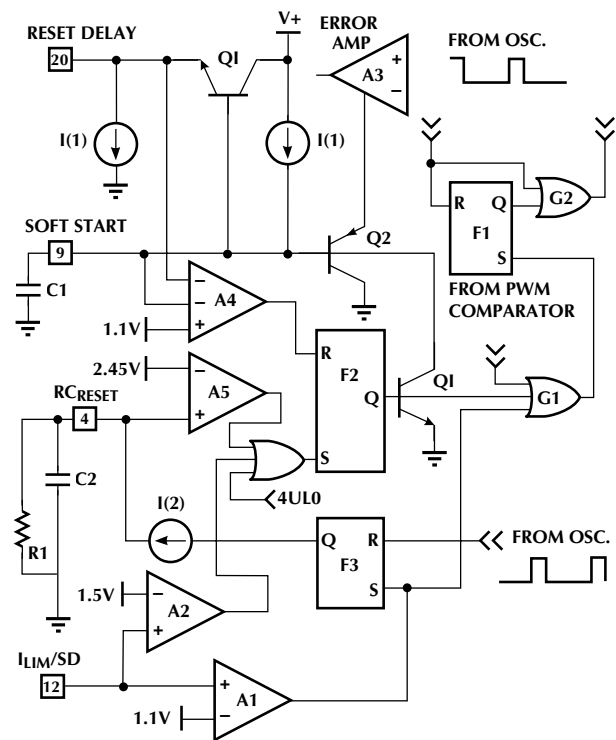 RESET DELAY
20
Q1
V+
ERROR
AMP
A3
+
−
FROM OSC.
I(1)
I(1)
R
Q
F1
S
G2
SOFT START
9
C1
Q2
−
−
+
A4
1.1V
FROM PWM
COMPARATOR
2.45V
−
+
A5
R
F2
Q
S
Q1
G1
RCRESET
4
C2
R1
4UL0
I(2)
Q
R
F3
S
FROM OSC.
1.5V
−
+
A2
ILIM/SD
12
+
−
A1
1.1V